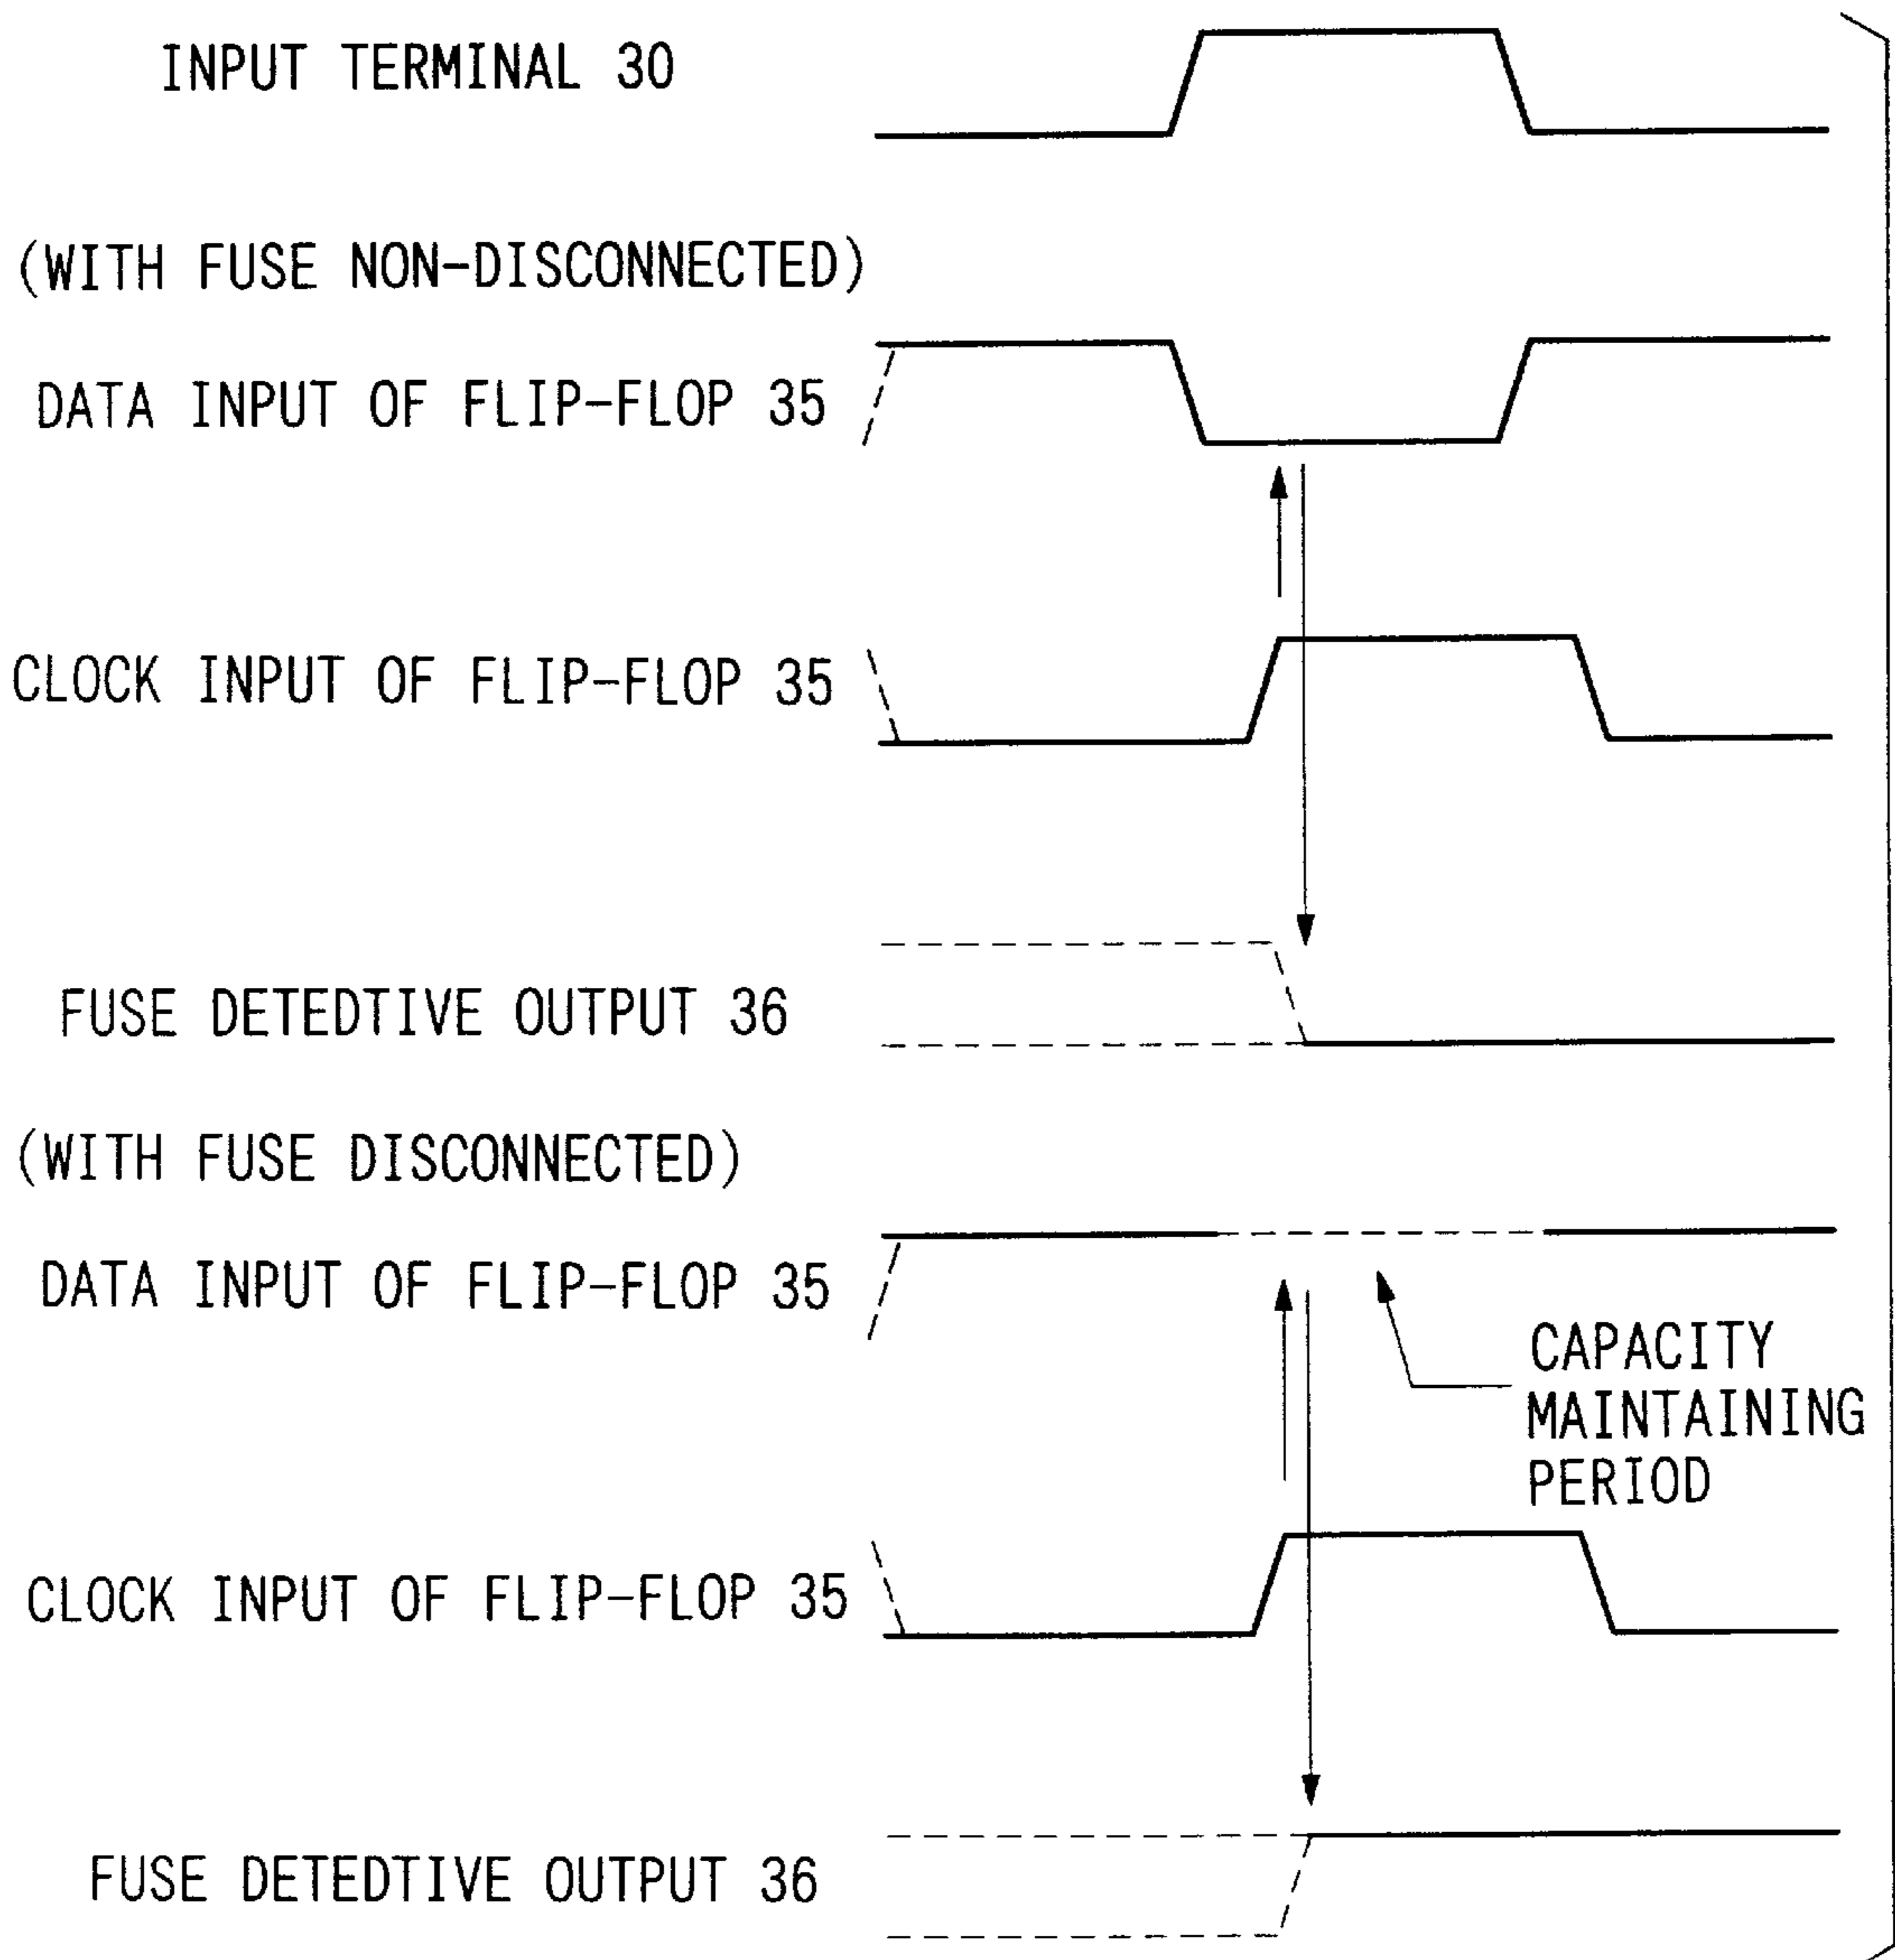 INPUT TERMINAL 30
(WITH FUSE NON-DISCONNECTED)
DATA INPUT OF FLIP-FLOP 35
CLOCK INPUT OF FLIP-FLOP 35
FUSE DETEDTIVE OUTPUT 36
(WITH FUSE DISCONNECTED)
DATA INPUT OF FLIP-FLOP 35
CAPACITY
MAINTAINING
PERIOD
CLOCK INPUT OF FLIP-FLOP 35
FUSE DETEDTIVE OUTPUT 36